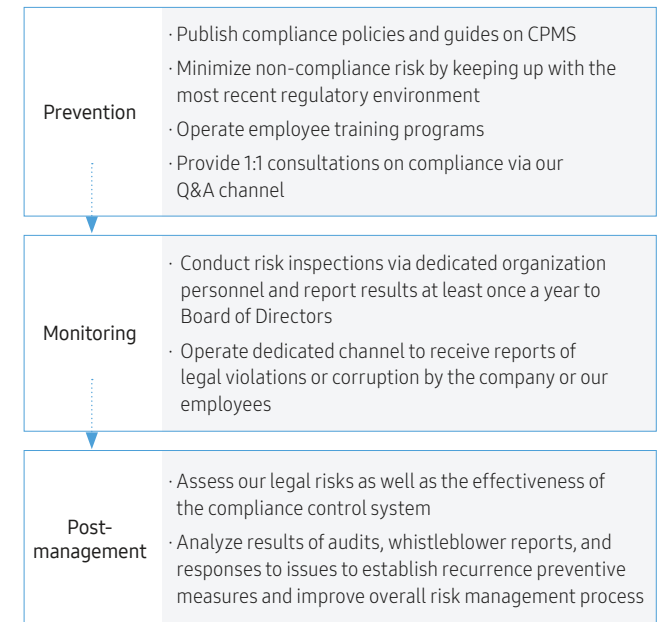 Prevention
· Publish compliance policies and guides on CPMS
· Minimize non-compliance risk by keeping up with the
most recent regulatory environment
· Operate employee training programs
· Provide 1:1 consultations on compliance via our
Q&A channel
Monitoring
· Conduct risk inspections via dedicated organization
personnel and report results at least once a year to
Board of Directors
· Operate dedicated channel to receive reports of
legal violations or corruption by the company or our
employees
Post-
management
· Assess our legal risks as well as the effectiveness of
the compliance control system
· Analyze results of audits, whistleblower reports, and
responses to issues to establish recurrence preventive
measures and improve overall risk management process